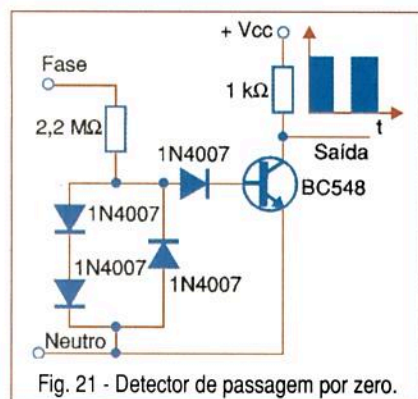 + Vcc
Fase
1 kΩ
t
2,2 MΩ
Saída
1N4007
BC548
1N4007
1N4007
1N4007
Neutro
Fig. 21 - Detector de passagem por zero.